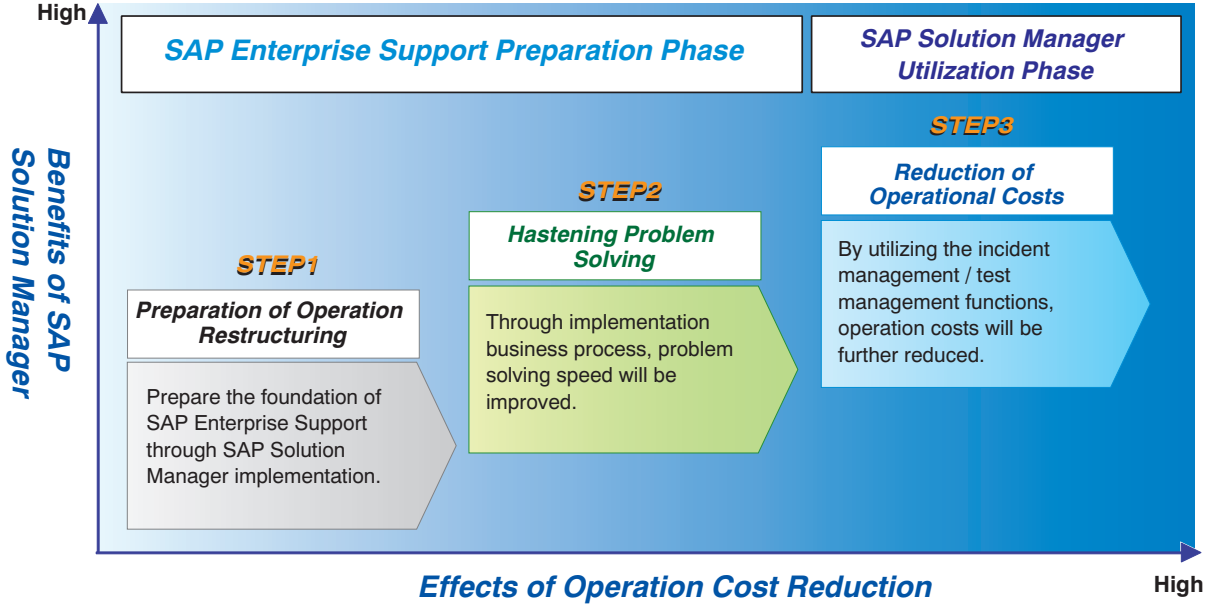 High
SAP Enterprise Support Preparation Phase
SAP Solution Manager
Utilization Phase
Benefits of SAP
Solution Manager
STEP1
Preparation of Operation
Restructuring
Prepare the foundation of
SAP Enterprise Support
through SAP Solution
Manager implementation.
STEP2
Hastening Problem
Solving
Through implementation
business process, problem
solving speed will be
improved.
STEP3
Reduction of
Operational Costs
By utilizing the incident
management / test
management functions,
operation costs will be
further reduced.
Effects of Operation Cost Reduction
High